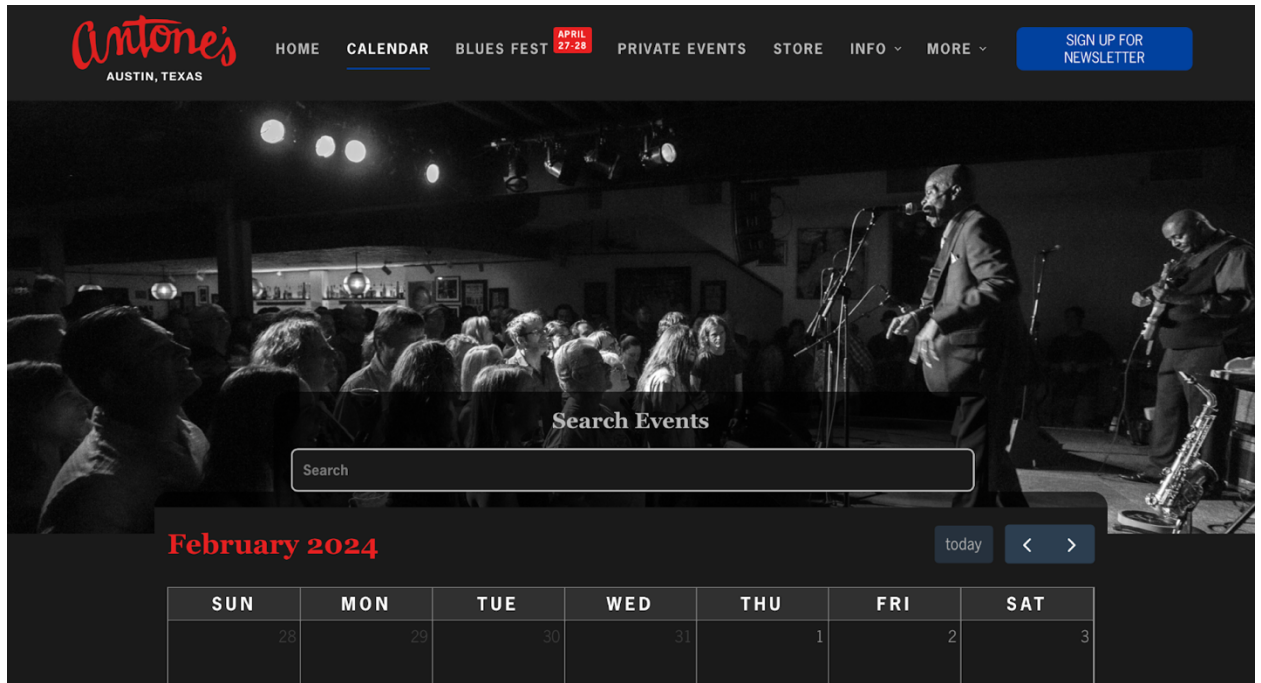 antone's
AUSTIN, TEXAS
HOME CALENDAR BLUES FEST APRIL 27-28 PRIVATE EVENTS STORE INFO MORE SIGN UP FOR NEWSLETTER
Search Events
Search
February 2024
today
SUN MON TUE WED THU FRI SAT
28 29 30 31 1 2 3